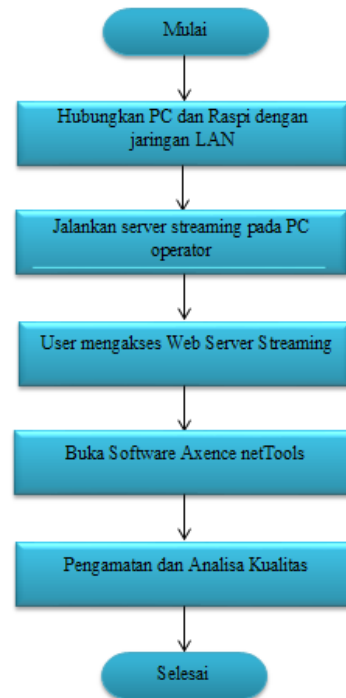 Mulai
Hubungkan PC dan Raspi dengan
jaringan LAN
Jalankan server streaming pada PC
operator
User mengakses Web Server Streaming
Buka Software Axence netTools
Pengamatan dan Analisa Kualitas
Selesai